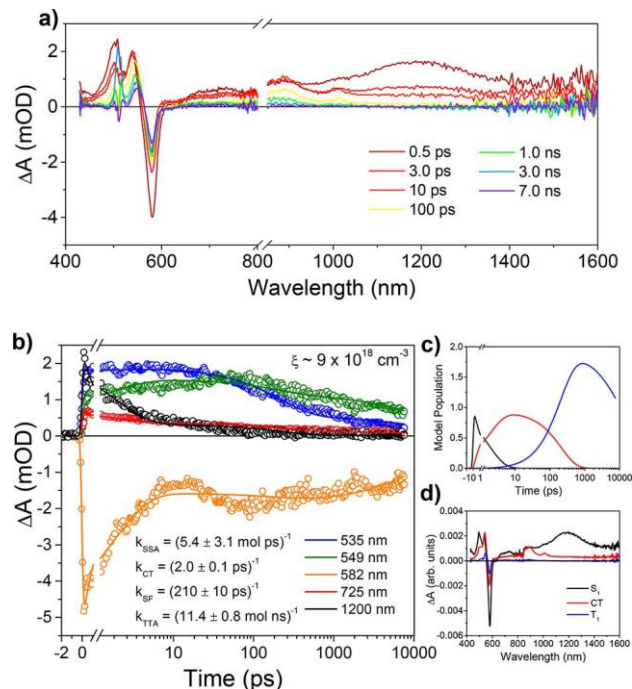 a)
ΔA (mOD)
2
0
-2
-4
0.5 ps
3.0 ps
10 ps
100 ps
1.0 ns
3.0 ns
7.0 ns
400 600 800 1000 1200 1400 1600
Wavelength (nm)
b)
ξ ~ 9 x 10¹⁸ cm⁻³
ΔA (mOD)
2
1
0
-1
-2
-3
-4
-5
k_SSA = (5.4 ± 3.1 mol ps)⁻¹
k_CT = (2.0 ± 0.1 ps)⁻¹
k_SF = (210 ± 10 ps)⁻¹
k_TTA = (11.4 ± 0.8 mol ns)⁻¹
535 nm
549 nm
582 nm
725 nm
1200 nm
-2 0 10 100 1000 10000
Time (ps)
c)
Model Population
2.0
1.5
1.0
0.5
0.0
-10 1 10 100 1000 10000
Time (ps)
d)
ΔA (arb. units)
0.004
0.002
0.000
-0.002
-0.004
-0.006
S₁
CT
T₁
400 600 800 1000 1200 1400 1600
Wavelength (nm)